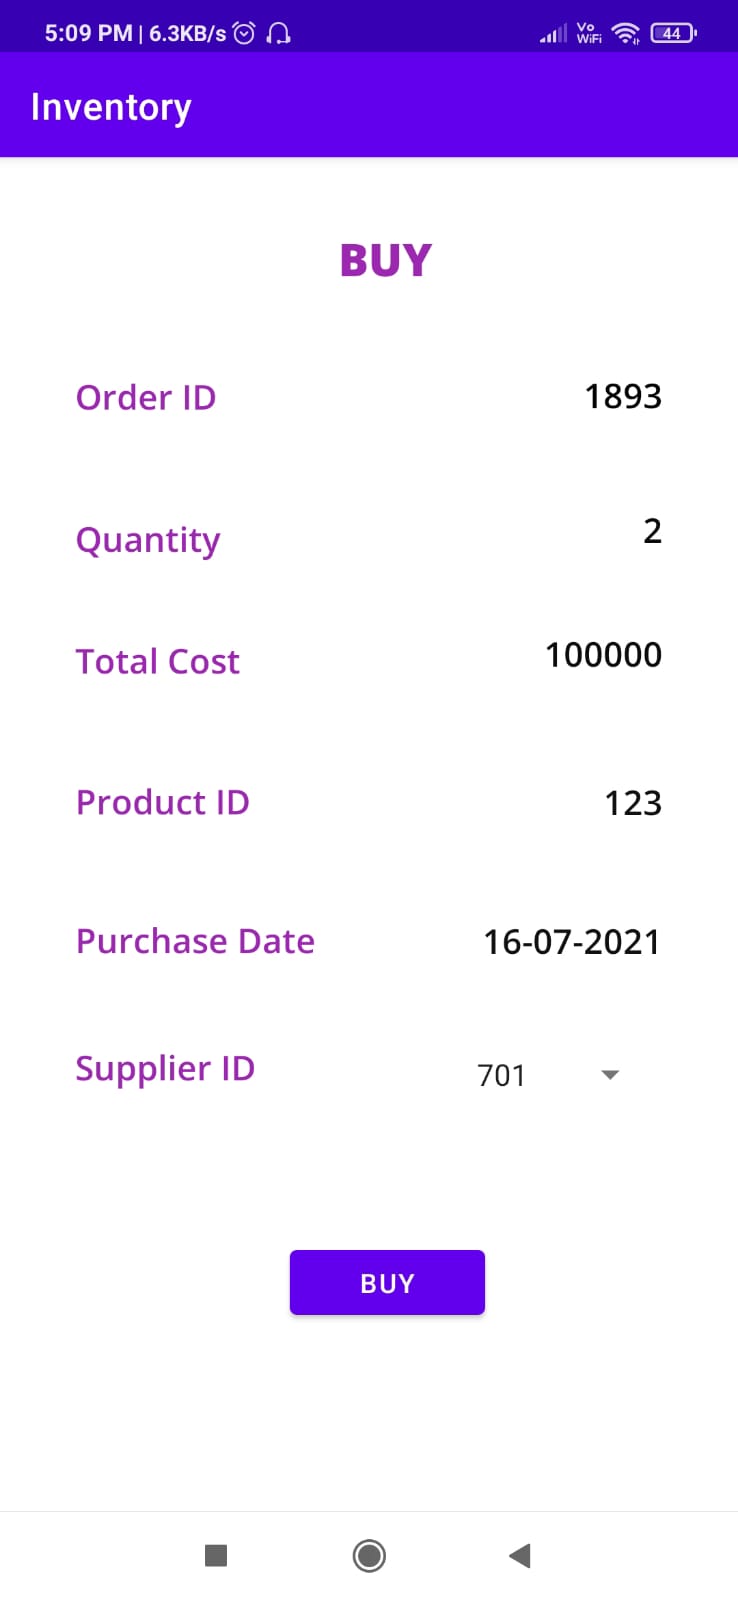 5:09 PM | 6.3KB/s Vo WiFi 44
Inventory
BUY
Order ID 1893
Quantity 2
Total Cost 100000
Product ID 123
Purchase Date 16-07-2021
Supplier ID 701
BUY